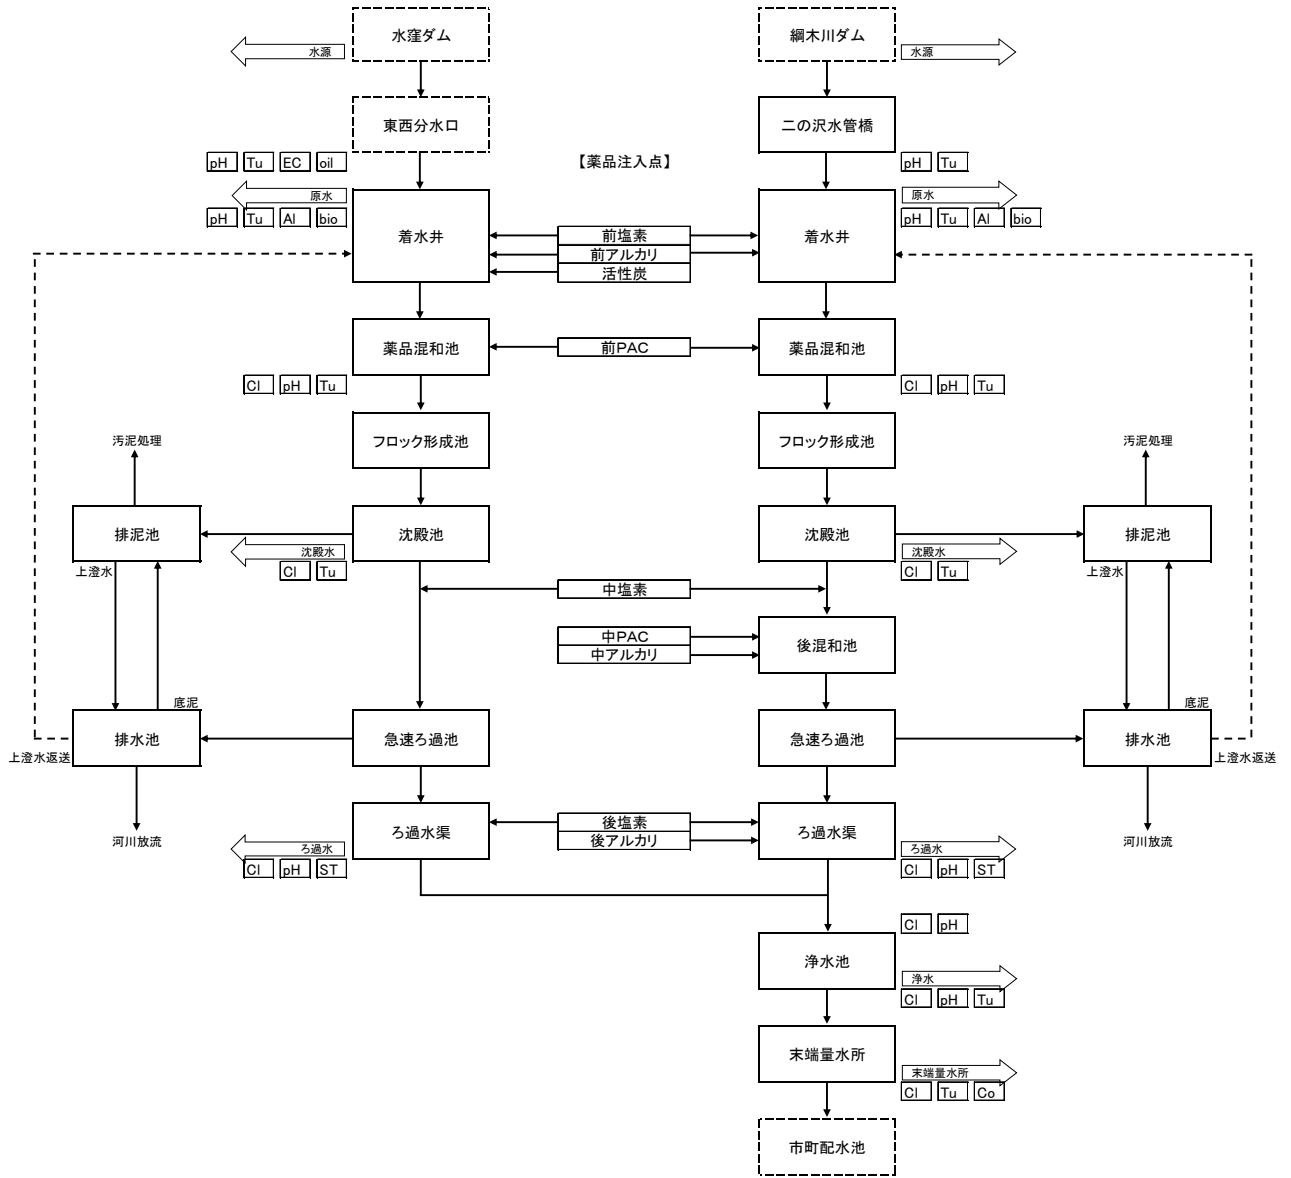 水窪ダム
綱木川ダム
水源
水源
東西分水口
二の沢水管橋
【薬品注入点】
pH Tu EC oil
pH Tu
原水
原水
pH Tu Al bio
pH Tu Al bio
着水井
前塩素
前アルカリ
活性炭
着水井
薬品混和池
前PAC
薬品混和池
Cl pH Tu
Cl pH Tu
フロック形成池
フロック形成池
汚泥処理
汚泥処理
排泥池
沈殿池
沈殿池
排泥池
沈殿水
沈殿水
上澄水
Cl Tu
Cl Tu
上澄水
中塩素
中PAC
中アルカリ
後混和池
底泥
底泥
排水池
急速ろ過池
急速ろ過池
排水池
上澄水返送
上澄水返送
ろ過水渠
後塩素
後アルカリ
ろ過水渠
河川放流
ろ過水
ろ過水
河川放流
Cl pH ST
Cl pH ST
Cl pH
浄水池
浄水
Cl pH Tu
末端量水所
末端量水所
Cl Tu Co
市町配水池